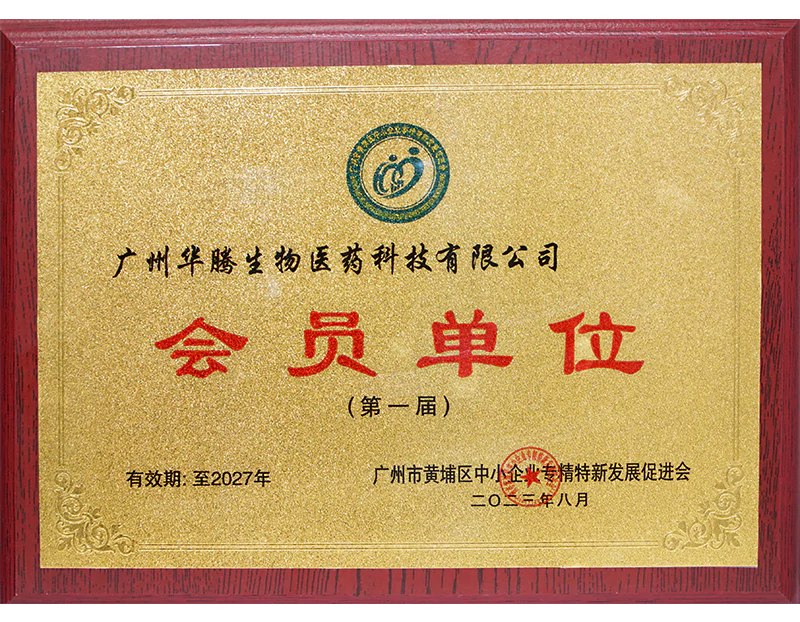 广州华腾生物医药科技有限公司
会员单位
(第一届)
有效期: 至2027年
广州市黄埔区中小企业专精特新发展促进会
二〇二三年八月